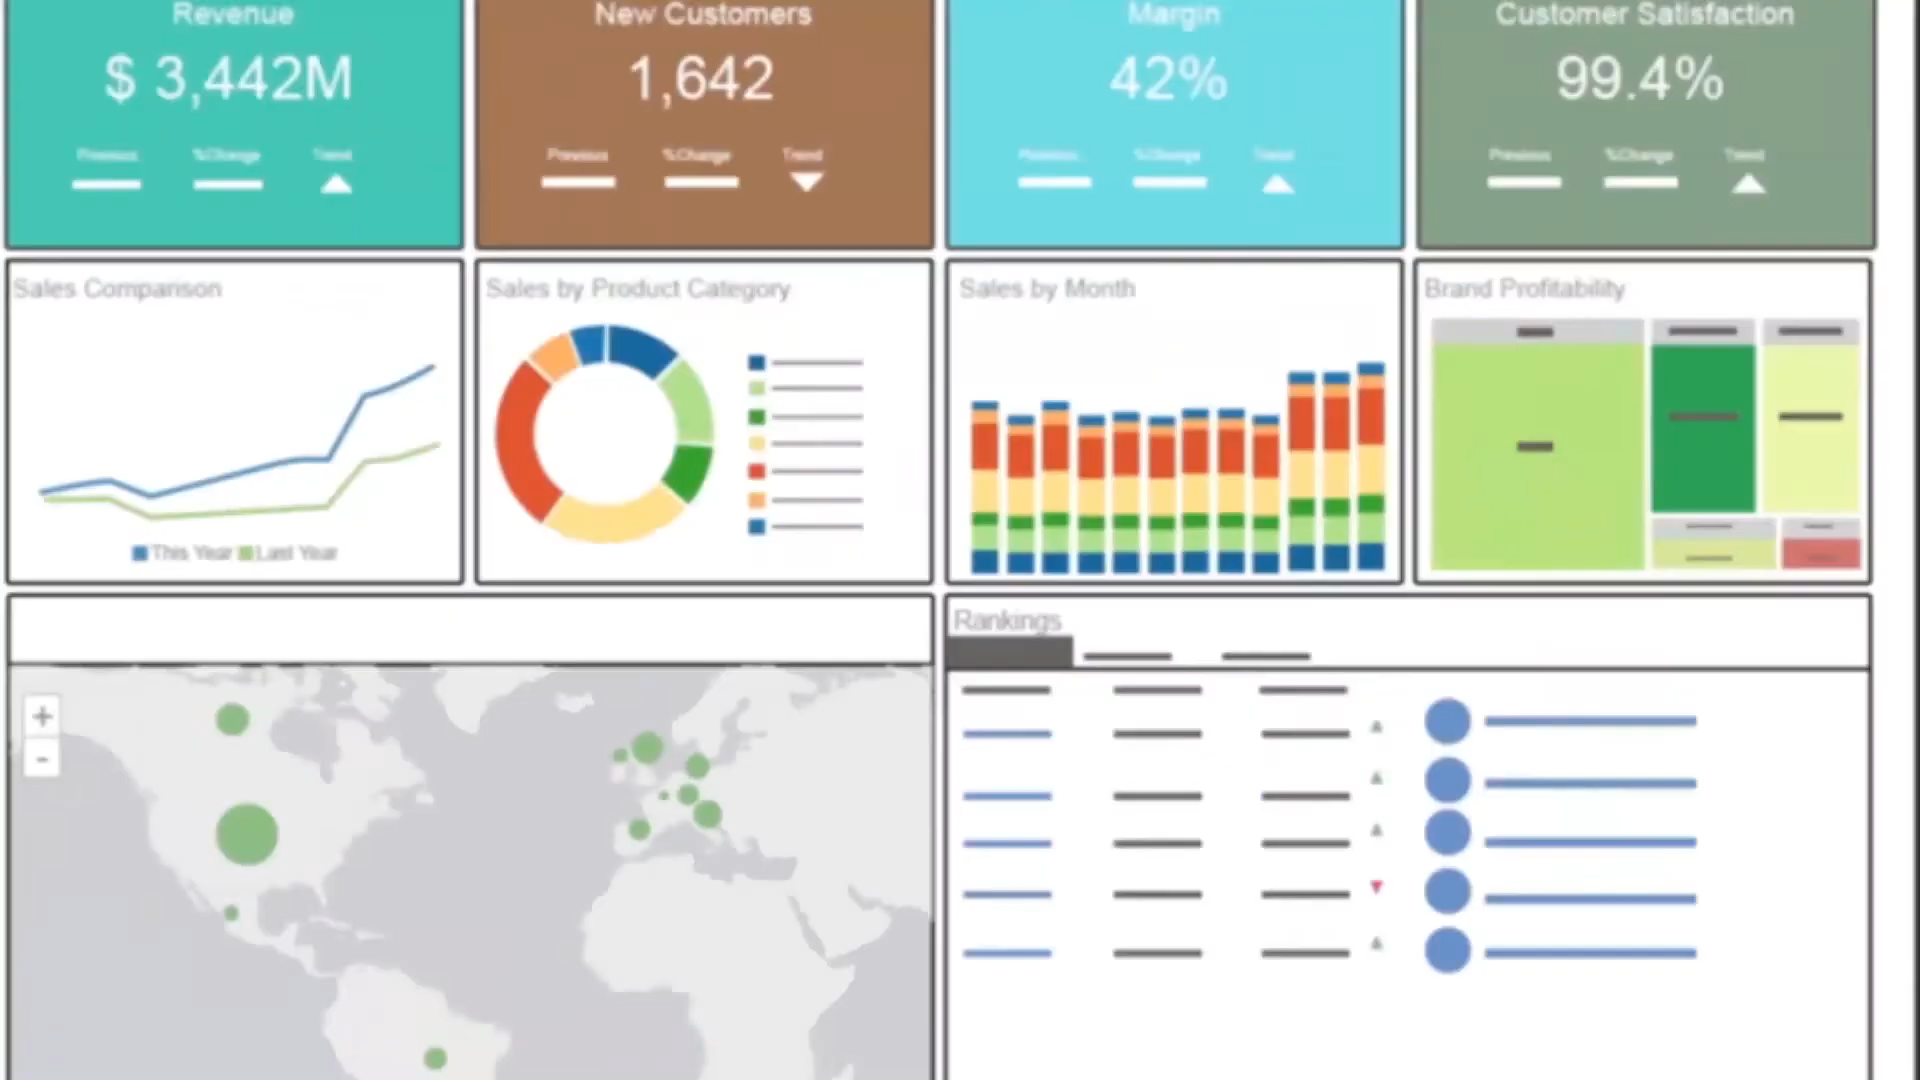 Revenue
New Customers
Margin
Customer Satisfaction
$ 3,442M
1,642
42%
99.4%
Previous %Change Trend
Previous %Change Trend
Previous %Change Trend
Previous %Change Trend
Sales Comparison
Sales by Product Category
Sales by Month
Brand Profitability
This Year Last Year
Rankings
+
-